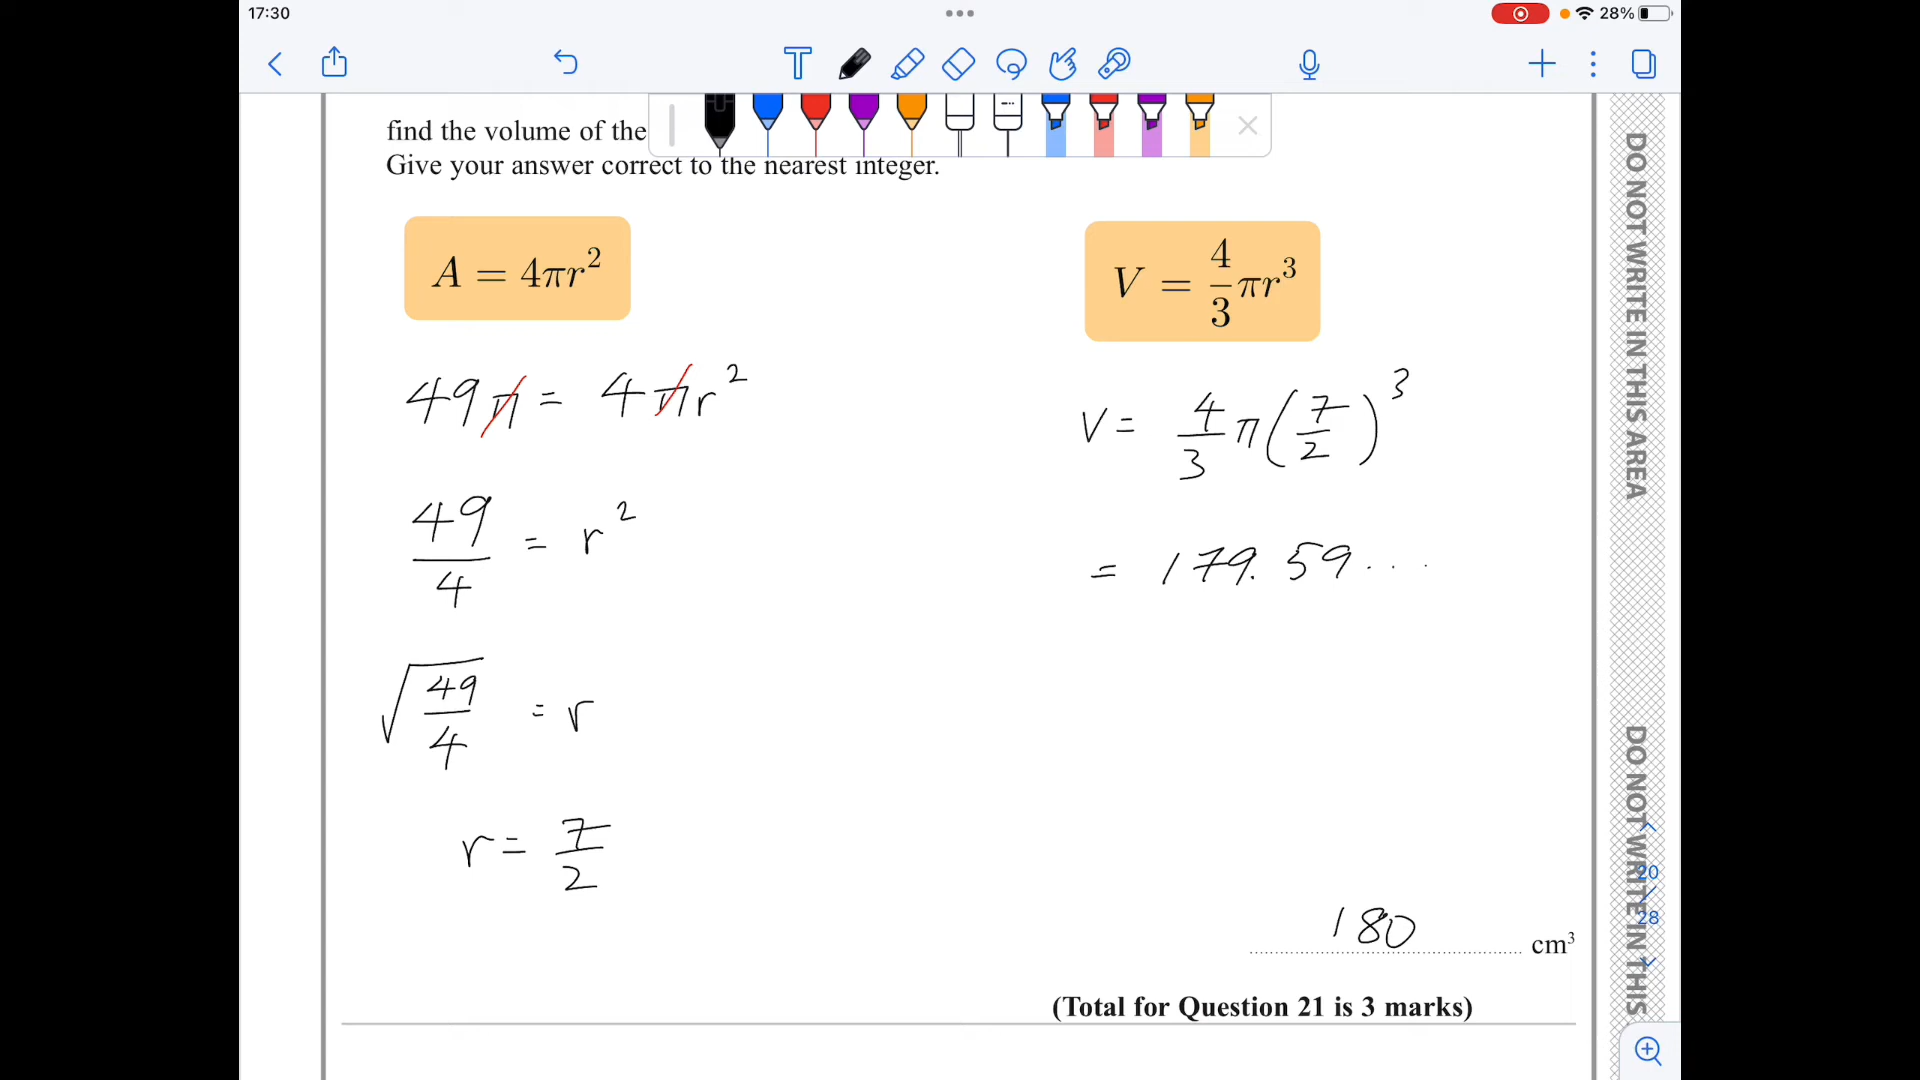 17:30
28%
find the volume of the
Give your answer correct to the nearest integer.
A = 4πr²
V = 4/3 πr³
49π = 4πr²
V = 4/3 π(7/2)³
49/4 = r²
= 179.59....
√49/4 = r
r = 7/2
180 cm³
(Total for Question 21 is 3 marks)
DO NOT WRITE IN THIS AREA
DO NOT WRITE IN THIS
20
/
28